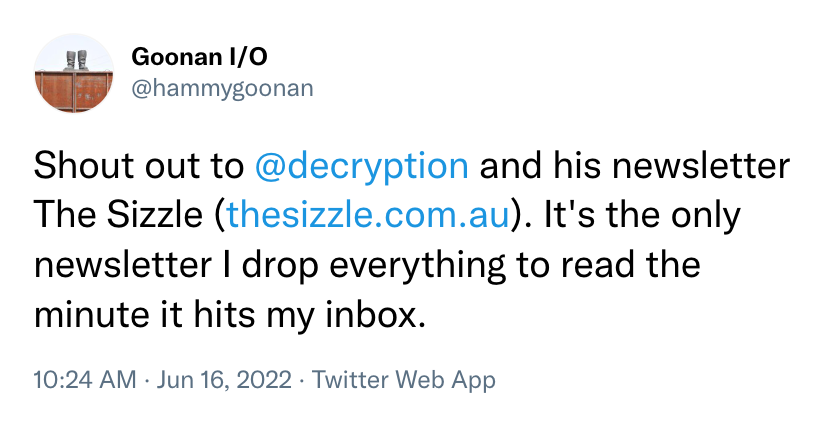 Goonan I/O
@hammygoonan
Shout out to @decryption and his newsletter
The Sizzle (thesizzle.com.au). It's the only
newsletter I drop everything to read the
minute it hits my inbox.
10:24 AM · Jun 16, 2022 · Twitter Web App